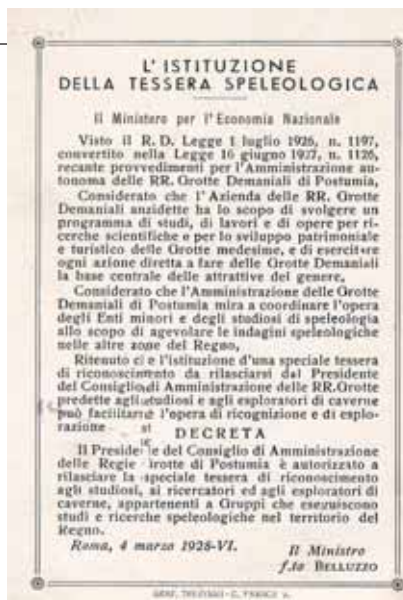 L'ISTITUZIONE
DELLA TESSERA SPELEOLOGICA
Il Ministero per l'Economia Nazionale
Visto il R. D. Legge 1 luglio 1926, n. 1197,
convertito nella Legge 16 giugno 1927, n. 1126,
recante provvedimenti per l'Amministrazione au-
tonoma delle RR. Grotte Demaniali di Postumia,
Considerato che l'Azienda delle RR. Grotte
Demaniali anzidette ha lo scopo di svolgere un
programma di studi, di lavori e di opere per ri-
cerche scientifiche e per lo sviluppo patrimoniale
e turistico delle Grotte medesime, e di esercitare
ogni azione diretta a fare delle Grotte Demaniali
la base centrale delle attrattive del genere,
Considerato che l'Amministrazione delle Grotte
Demaniali di Postumia mira a coordinare l'opera
degli Enti minori e degli studiosi di speleologia
allo scopo di agevolare le indagini speleologiche
nelle altre zone del Regno,
Ritenuto c e l'istituzione d'una speciale tessera
di riconoscimento da rilasciarsi dal Presidente
del Consiglio di Amministrazione delle RR. Grotte
predette agli studiosi e agli esploratori di caverne
può facilitare l'opera di ricognizione e di esplo-
razione
DECRETA
Il Preside e del Consiglio di Amministrazione
delle Regie rotte di Postumia è autorizzato a
rilasciare la speciale tessera di riconoscimento
agli studiosi, ai ricercatori ed agli esploratori di
caverne, appartenenti a Gruppi che eseguiscono
studi e ricerche speleologiche nel territorio del
Regno.
Roma, 4 marzo 1928-VI.
Il Ministro
f.to BELLUZZO